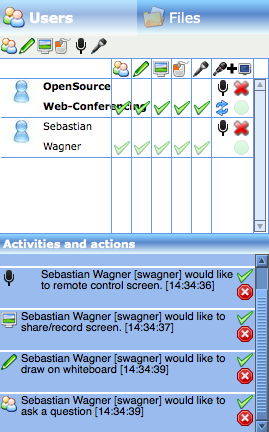 Users
Files
OpenSource
Web-Conferencing
Sebastian
Wagner
Activities and actions
Sebastian Wagner [swagner] would like
to remote control screen. [14:34:36]
Sebastian Wagner [swagner] would like to
share/record screen. [14:34:37]
Sebastian Wagner [swagner] would like to
draw on whiteboard [14:34:39]
Sebastian Wagner [swagner] would like to
ask a question [14:34:39]